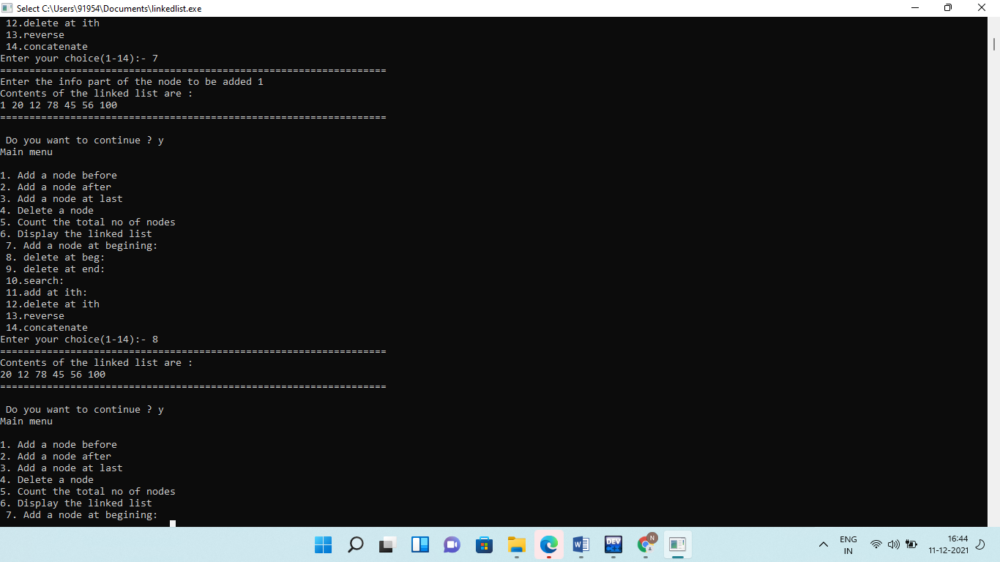 Select C:\Users\91954\Documents\linkedlist.exe
12.delete at ith
13.reverse
14.concatenate
Enter your choice(1-14):- 7
==================================================================
Enter the info part of the node to be added 1
Contents of the linked list are :
1 20 12 78 45 56 100
==================================================================
Do you want to continue ? y
Main menu
1. Add a node before
2. Add a node after
3. Add a node at last
4. Delete a node
5. Count the total no of nodes
6. Display the linked list
7. Add a node at begining:
8. delete at beg:
9. delete at end:
10.search:
11.add at ith:
12.delete at ith
13.reverse
14.concatenate
Enter your choice(1-14):- 8
==================================================================
Contents of the linked list are :
20 12 78 45 56 100
==================================================================
Do you want to continue ? y
Main menu
1. Add a node before
2. Add a node after
3. Add a node at last
4. Delete a node
5. Count the total no of nodes
6. Display the linked list
7. Add a node at begining:
DEV
N
ENG
IN
16:44
11-12-2021